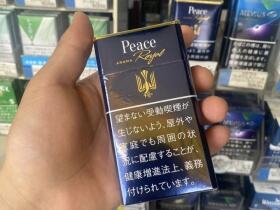 Peace
AROMA Royal
望まない受動喫煙が
生じないよう、屋外や
家庭でも周囲の状
況に配慮することが、
健康増進法上、義務
付けられています。
MEVIUS